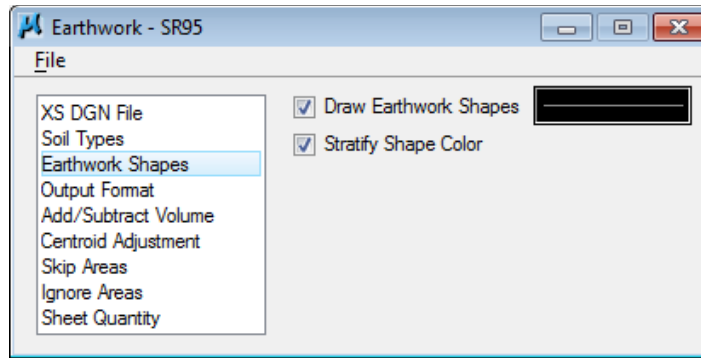 Earthwork - SR95
File
XS DGN File
Soil Types
Earthwork Shapes
Output Format
Add/Subtract Volume
Centroid Adjustment
Skip Areas
Ignore Areas
Sheet Quantity
Draw Earthwork Shapes
Stratify Shape Color